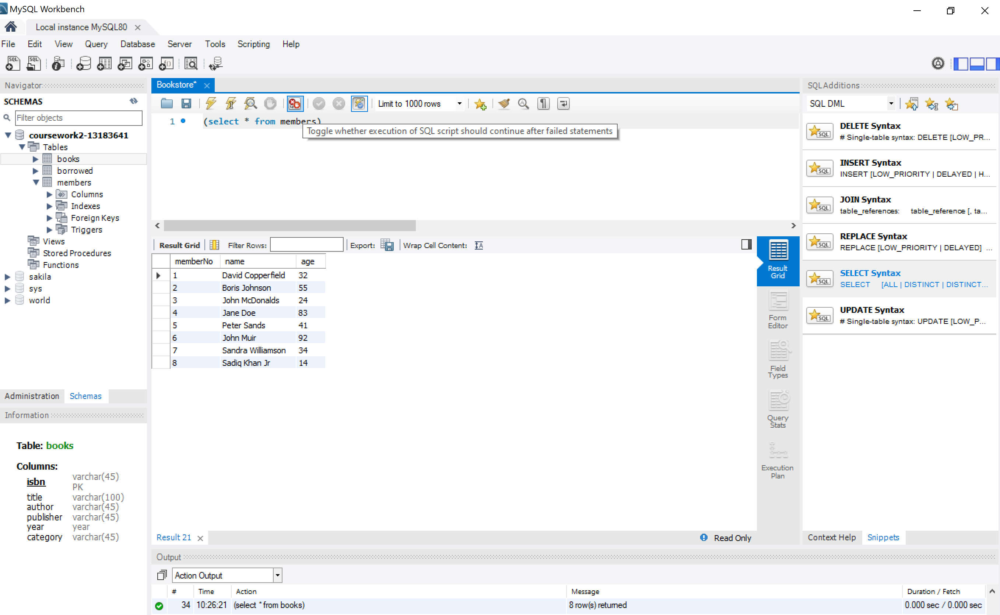 MySQL Workbench
Local instance MySQL80
File Edit View Query Database Server Tools Scripting Help
Navigator
SCHEMAS
Filter objects
coursework2-13183641
Tables
books
borrowed
members
Columns
Indexes
Foreign Keys
Triggers
Views
Stored Procedures
Functions
sakila
sys
world
Administration Schemas
Information
Table: books
Columns:
isbn varchar(45) PK
title varchar(100)
author varchar(45)
publisher varchar(45)
year year
category varchar(45)
Bookstore*
Limit to 1000 rows
1 (select * from members)
Toggle whether execution of SQL script should continue after failed statements
Result Grid Filter Rows: Export: Wrap Cell Content:
memberNo name age
1 David Copperfield 32
2 Boris Johnson 55
3 John McDonalds 24
4 Jane Doe 83
5 Peter Sands 41
6 John Muir 92
7 Sandra Williamson 34
8 Sadiq Khan Jr 14
Result Grid
Form Editor
Field Types
Query Stats
Execution Plan
Result 21
Read Only
SQLAdditions
SQL DML
DELETE Syntax
# Single-table syntax: DELETE [LOW_PR...
INSERT Syntax
INSERT [LOW_PRIORITY | DELAYED | H...
JOIN Syntax
table_references: table_reference [, ta...
REPLACE Syntax
REPLACE [LOW_PRIORITY | DELAYED] ...
SELECT Syntax
SELECT [ALL | DISTINCT | DISTINCT...
UPDATE Syntax
# Single-table syntax: UPDATE [LOW_P...
Context Help Snippets
Output
Action Output
# Time Action Message Duration / Fetch
34 10:26:21 (select * from books) 8 row(s) returned 0.000 sec / 0.000 sec